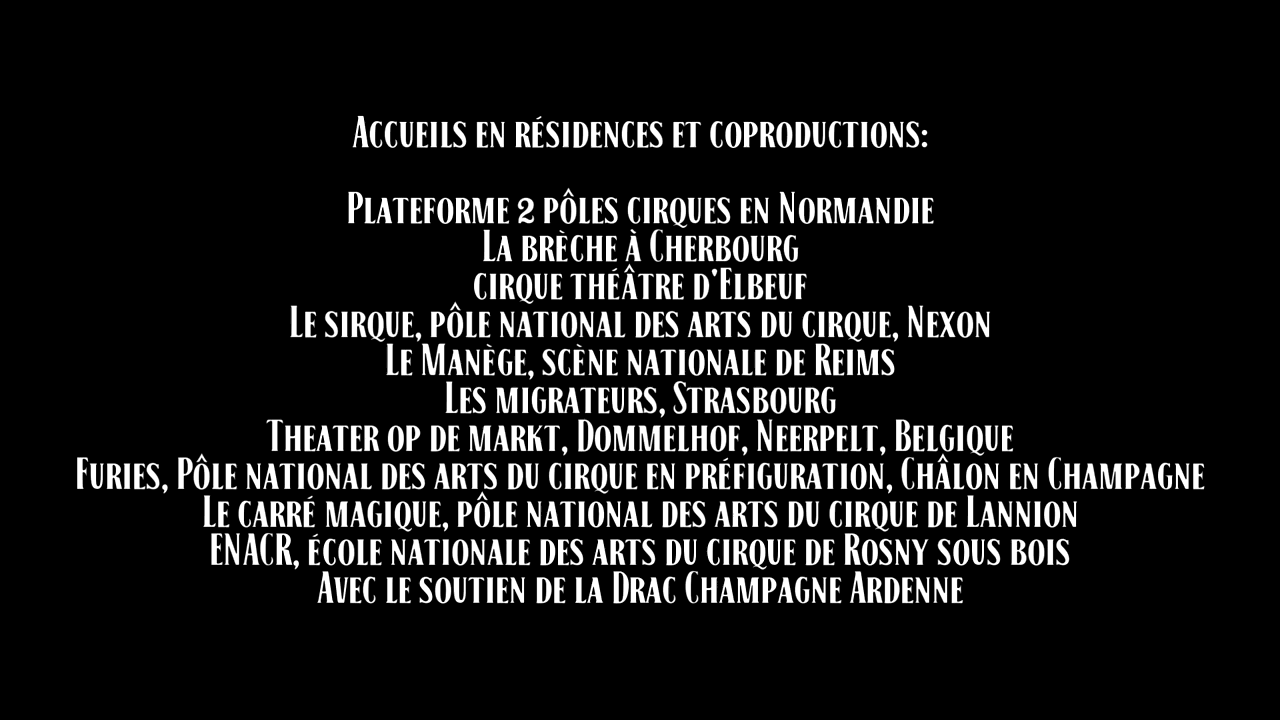 Accueils en résidences et coproductions:
Plateforme 2 pôles cirques en Normandie
La brèche à Cherbourg
cirque théâtre d'Elbeuf
Le sirque, pôle national des arts du cirque, Nexon
Le Manège, scène nationale de Reims
Les migrateurs, Strasbourg
Theater op de markt, Dommelhof, Neerpelt, Belgique
Furies, Pôle national des arts du cirque en préfiguration, Châlon en Champagne
Le carré magique, pôle national des arts du cirque de Lannion
ENACR, école nationale des arts du cirque de Rosny sous bois
Avec le soutien de la Drac Champagne Ardenne